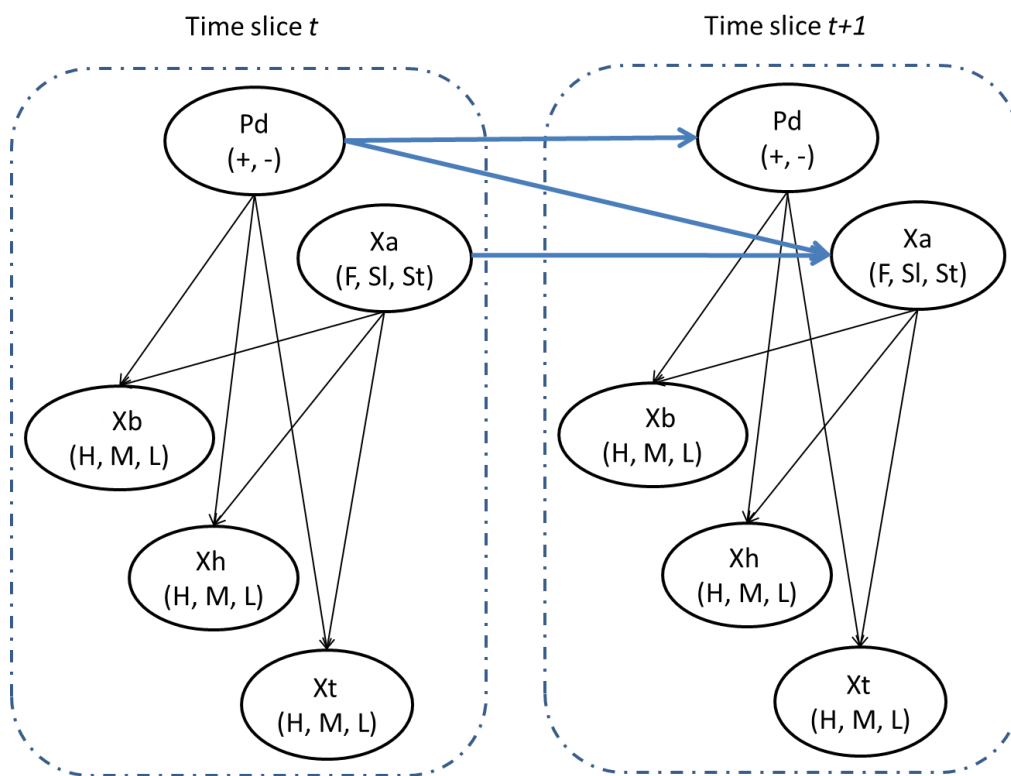 Time slice t
Time slice t+1
Pd
(+, -)
Xa
(F, Sl, St)
Xb
(H, M, L)
Xh
(H, M, L)
Xt
(H, M, L)
Pd
(+, -)
Xa
(F, Sl, St)
Xb
(H, M, L)
Xh
(H, M, L)
Xt
(H, M, L)